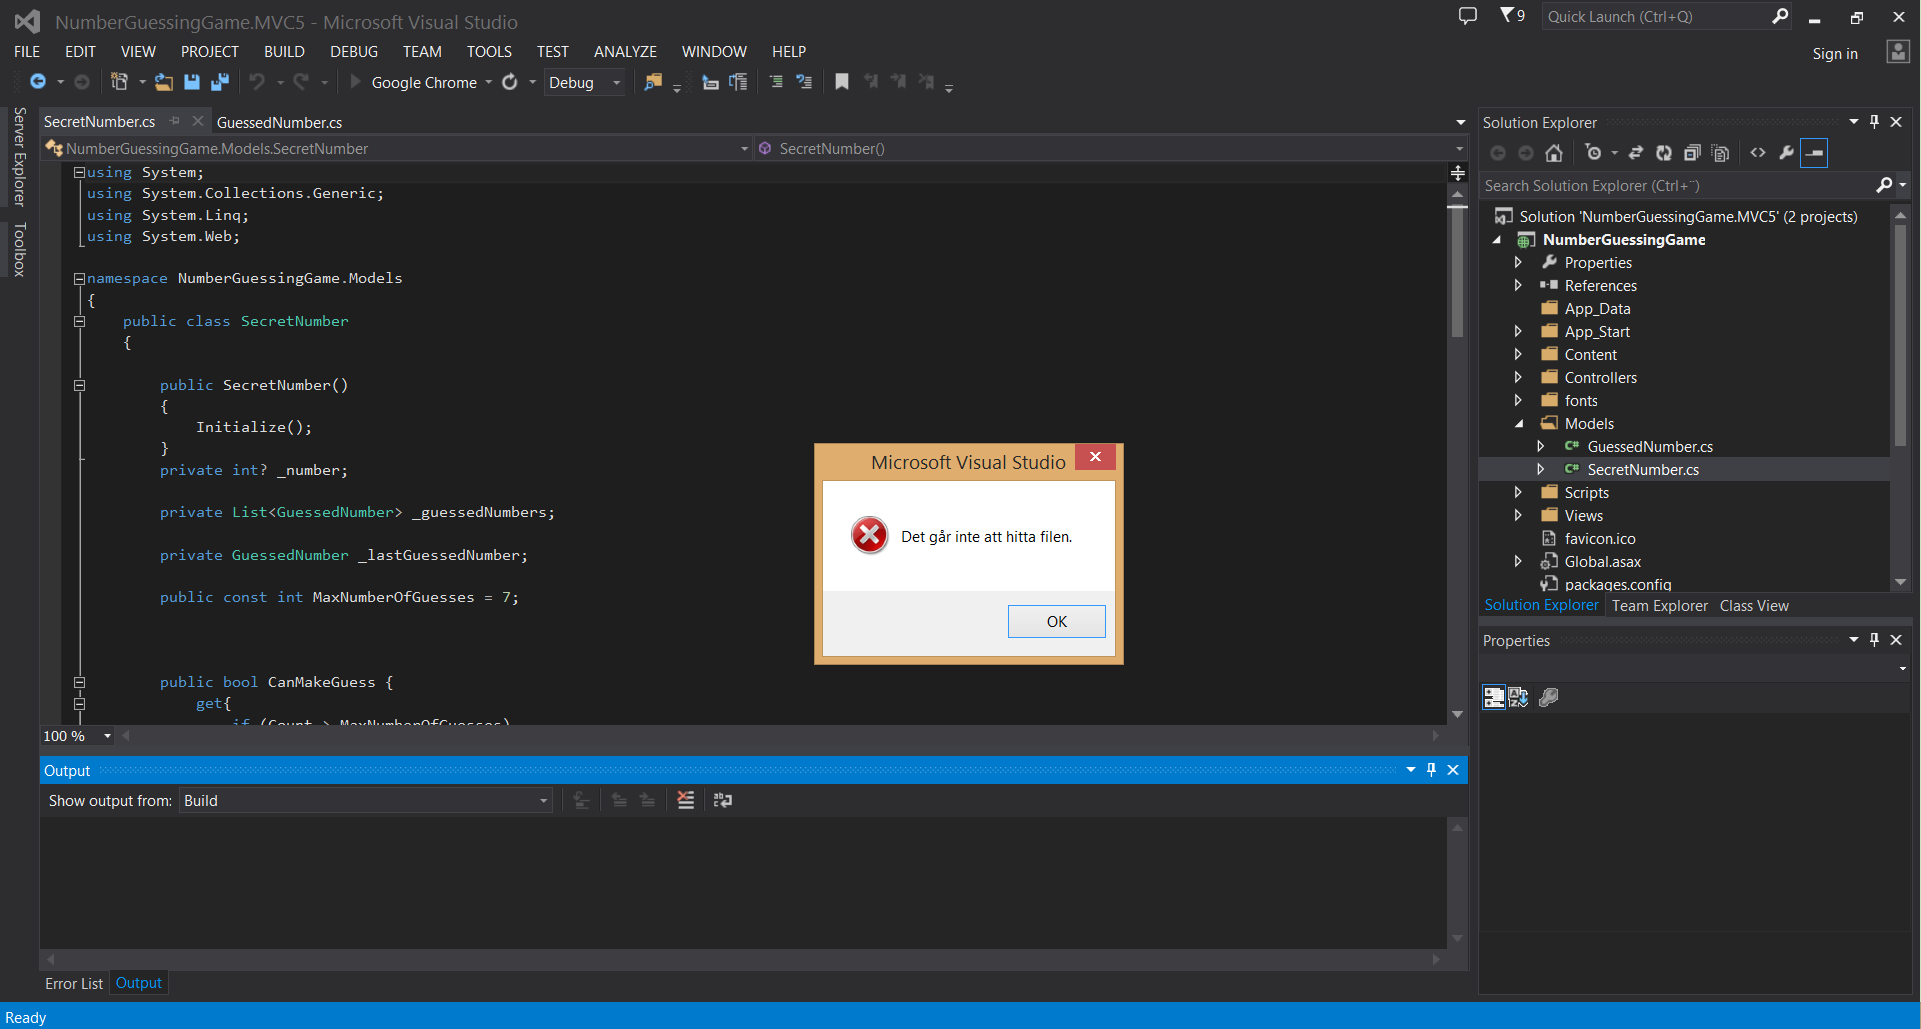 NumberGuessingGame.MVC5 - Microsoft Visual Studio
9
Quick Launch (Ctrl+Q)
FILE EDIT VIEW PROJECT BUILD DEBUG TEAM TOOLS TEST ANALYZE WINDOW HELP
Sign in
Google Chrome
Debug
Server Explorer
Toolbox
SecretNumber.cs
GuessedNumber.cs
NumberGuessingGame.Models.SecretNumber
SecretNumber()
using System;
using System.Collections.Generic;
using System.Linq;
using System.Web;
namespace NumberGuessingGame.Models
{
public class SecretNumber
{
public SecretNumber()
{
Initialize();
}
private int? _number;
private List<GuessedNumber> _guessedNumbers;
private GuessedNumber _lastGuessedNumber;
public const int MaxNumberOfGuesses = 7;
public bool CanMakeGuess {
get{
if (Count > MaxNumberOfGuesses)
100 %
Microsoft Visual Studio
Det går inte att hitta filen.
OK
Output
Show output from: Build
Error List Output
Ready
Solution Explorer
Search Solution Explorer (Ctrl+¨)
Solution 'NumberGuessingGame.MVC5' (2 projects)
NumberGuessingGame
Properties
References
App_Data
App_Start
Content
Controllers
fonts
Models
C# GuessedNumber.cs
C# SecretNumber.cs
Scripts
Views
favicon.ico
Global.asax
packages.config
Solution Explorer Team Explorer Class View
Properties